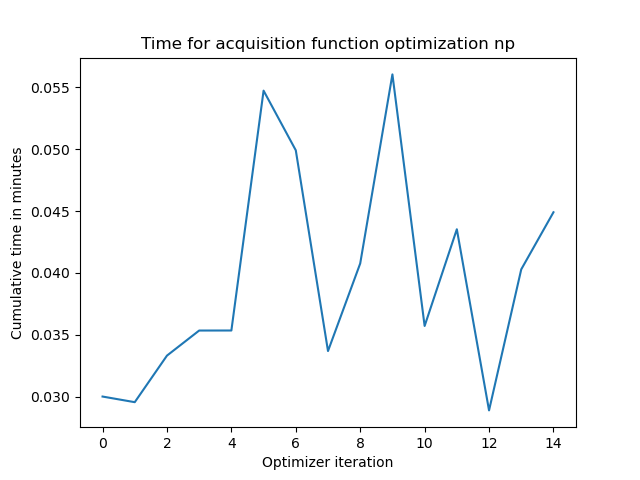 Time for acquisition function optimization np
Cumulative time in minutes
0.055
0.050
0.045
0.040
0.035
0.030
0 2 4 6 8 10 12 14
Optimizer iteration